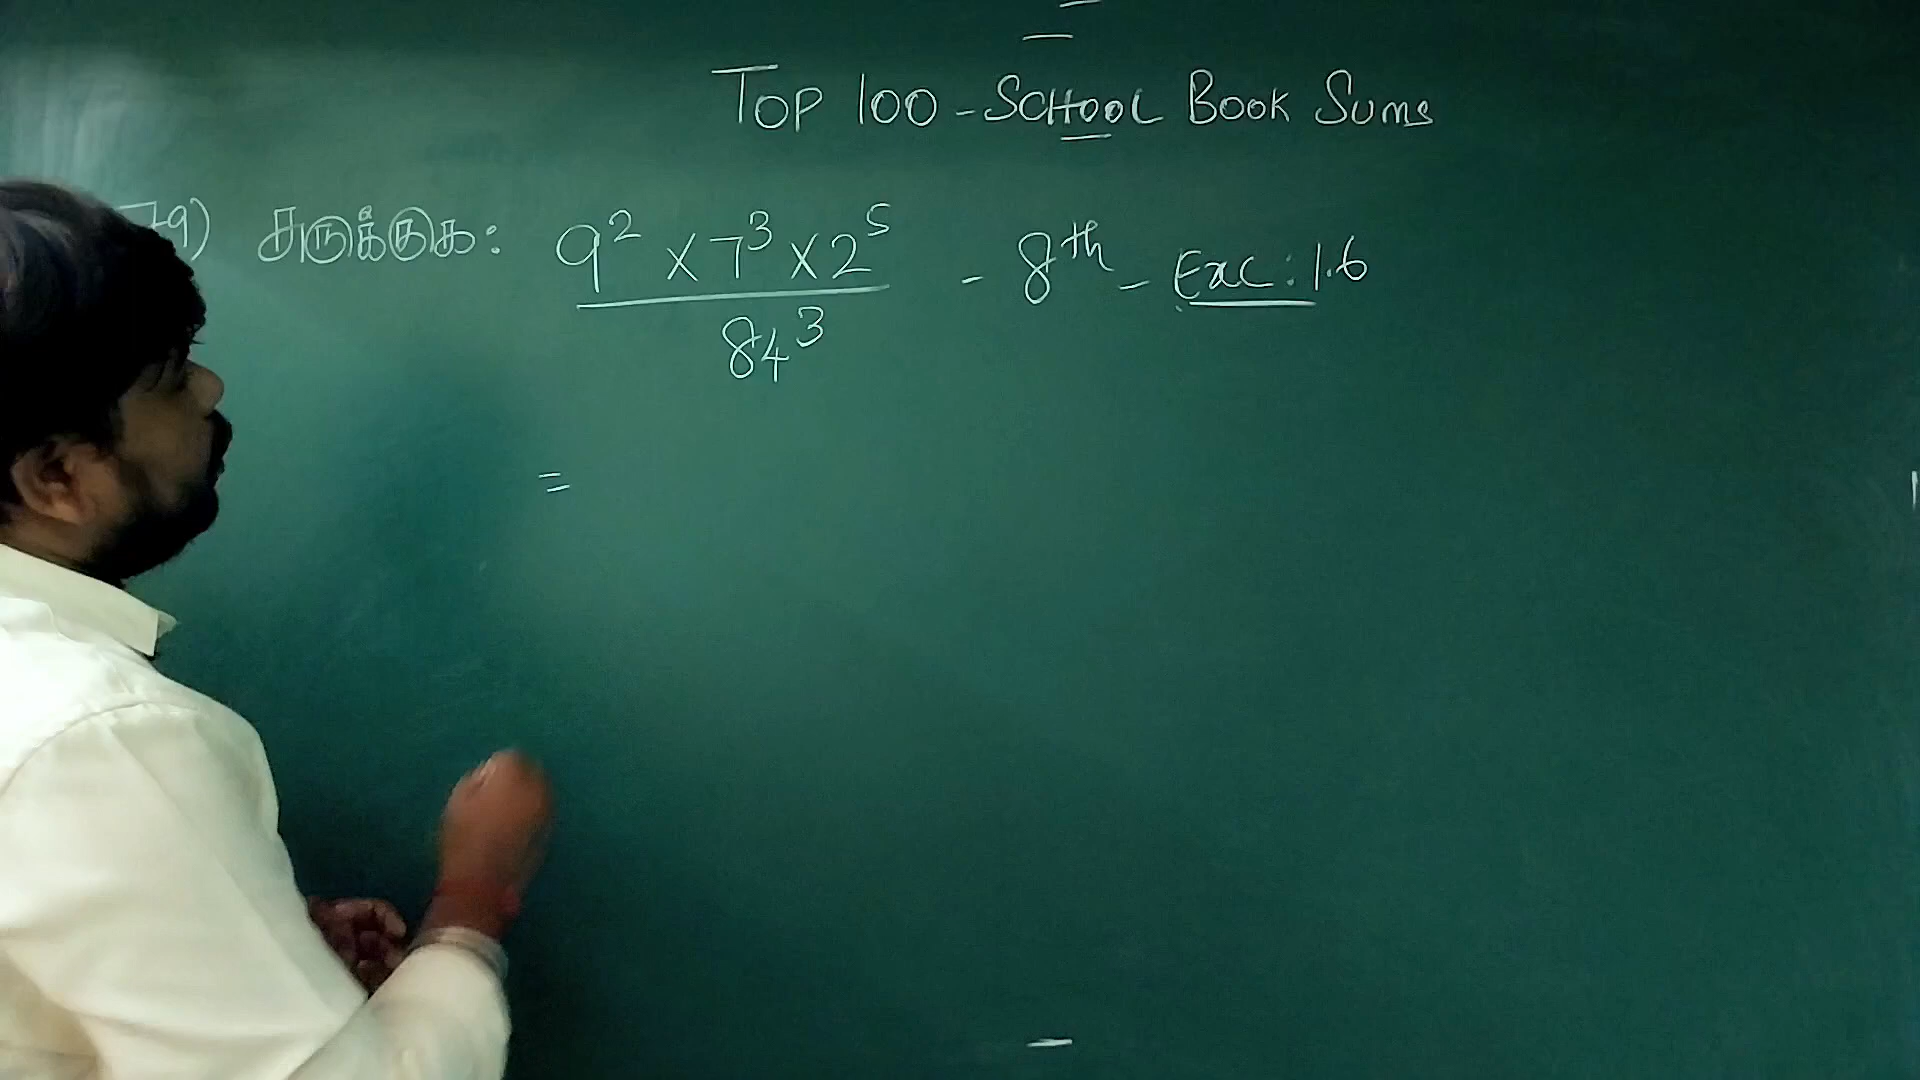 Top 100 - School Book Sums
79) சுருக்குக: 9² × 7³ × 2⁵ / 84³ - 8th - Exc: 1.6
=